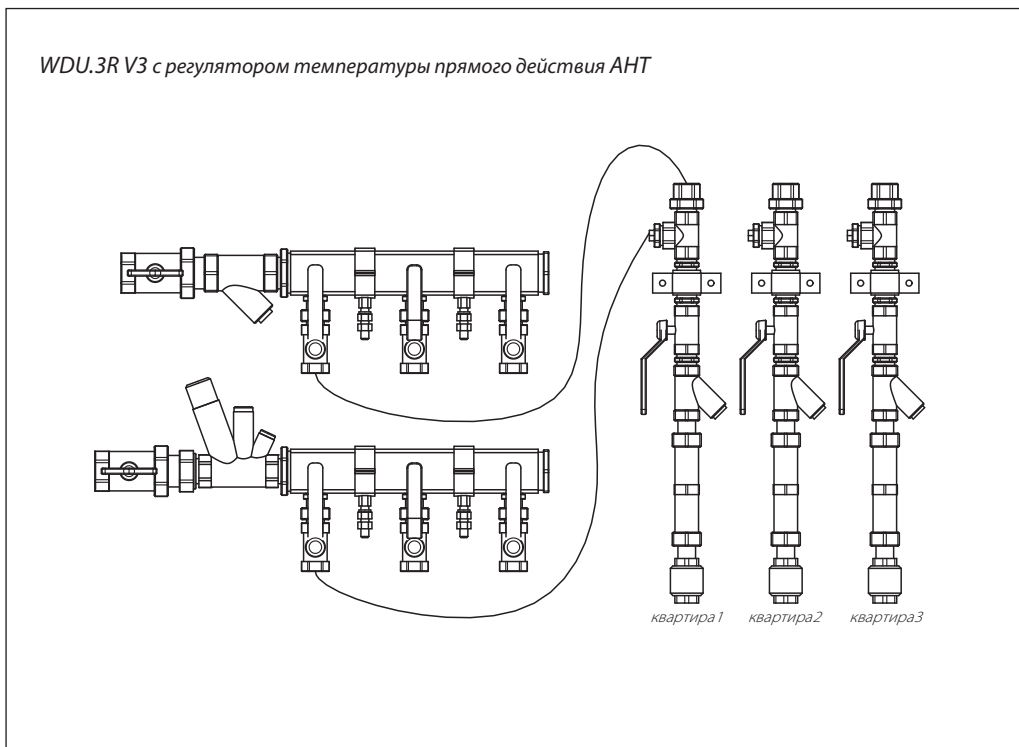 WDU.3R V3 с регулятором температуры прямого действия АНТ
квартира1 квартира2 квартира3